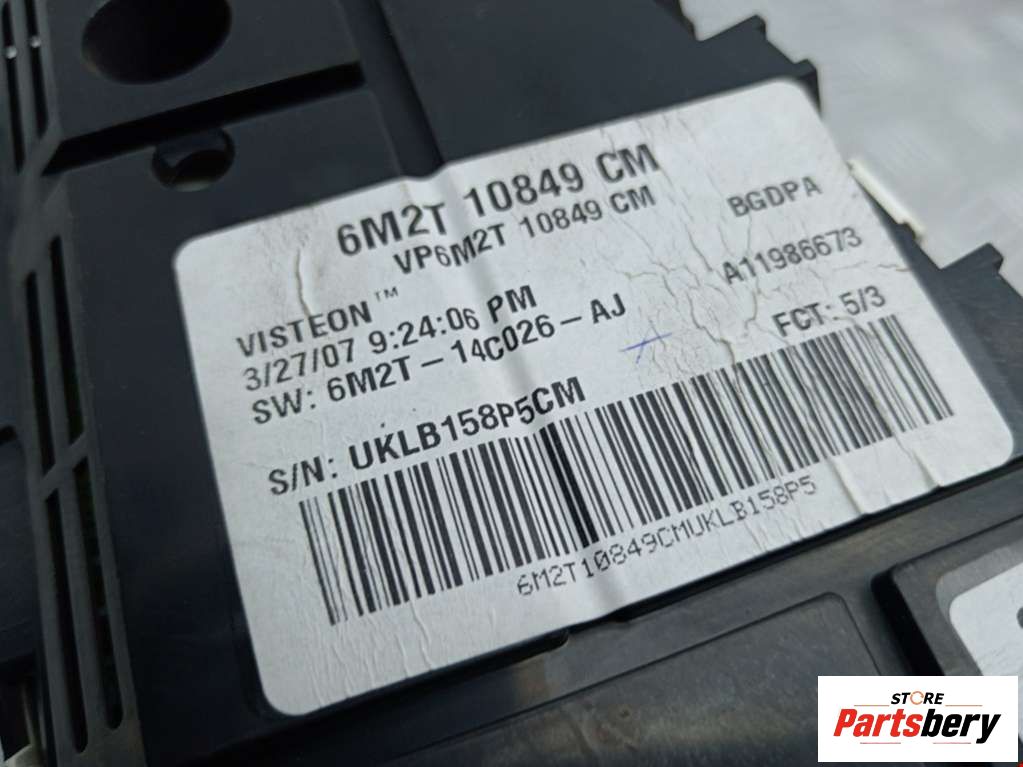 6M2T 10849 CM
VP6M2T 10849 CM
BGDPA
VISTEON™
A11986673
3/27/07 9:24:06 PM
FCT: 5/3
SW: 6M2T-14C026-AJ
S/N: UKLB158P5CM
6M2T10849CMUKLB158P5
STORE
Partsbery